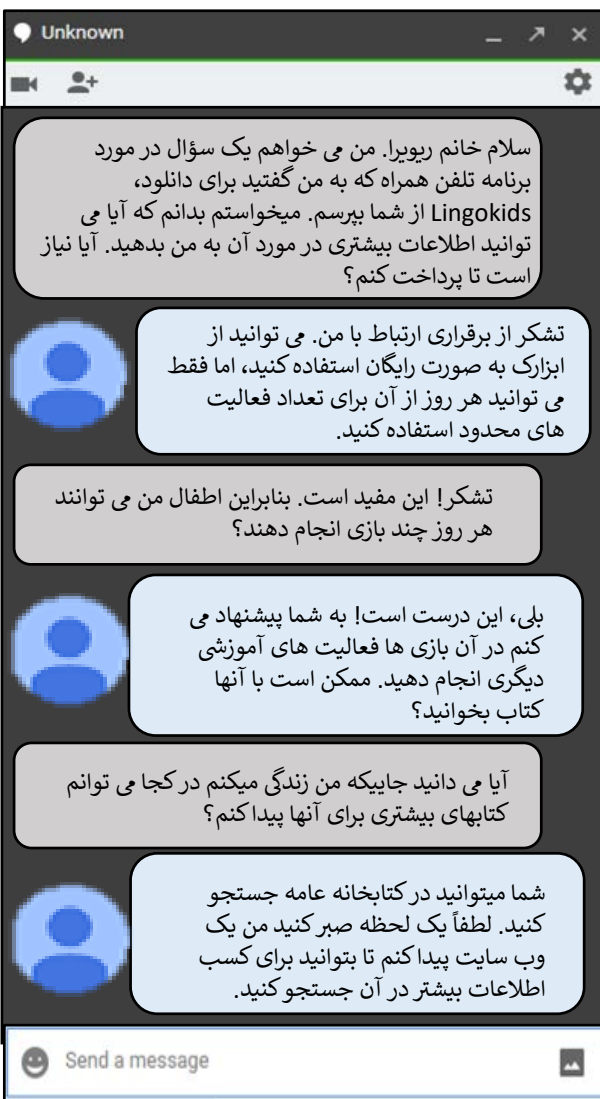 Unknown
سلام خانم ریویرا. من می خواهم یک سؤال در مورد
برنامه تلفن همراه که به من گفتید برای دانلود،
Lingokids از شما بپرسم. میخواستم بدانم که آیا می
توانید اطلاعات بیشتری در مورد آن به من بدهید. آیا نیاز
است تا پرداخت کنم؟
تشکر از برقراری ارتباط با من. می توانید از
ابزارک به صورت رایگان استفاده کنید، اما فقط
می توانید هر روز از آن برای تعداد فعالیت
های محدود استفاده کنید.
تشکر! این مفید است. بنابراین اطفال من می توانند
هر روز چند بازی انجام دهند؟
بلی، این درست است! به شما پیشنهاد می
کنم در آن بازی ها فعالیت های آموزشی
دیگری انجام دهید. ممکن است با آنها
کتاب بخوانید؟
آیا می دانید جاییکه من زندگی میکنم در کجا می توانم
کتابهای بیشتری برای آنها پیدا کنم؟
شما میتوانید در کتابخانه عامه جستجو
کنید. لطفاً یک لحظه صبر کنید من یک
وب سایت پیدا کنم تا بتوانید برای کسب
اطلاعات بیشتر در آن جستجو کنید.
Send a message